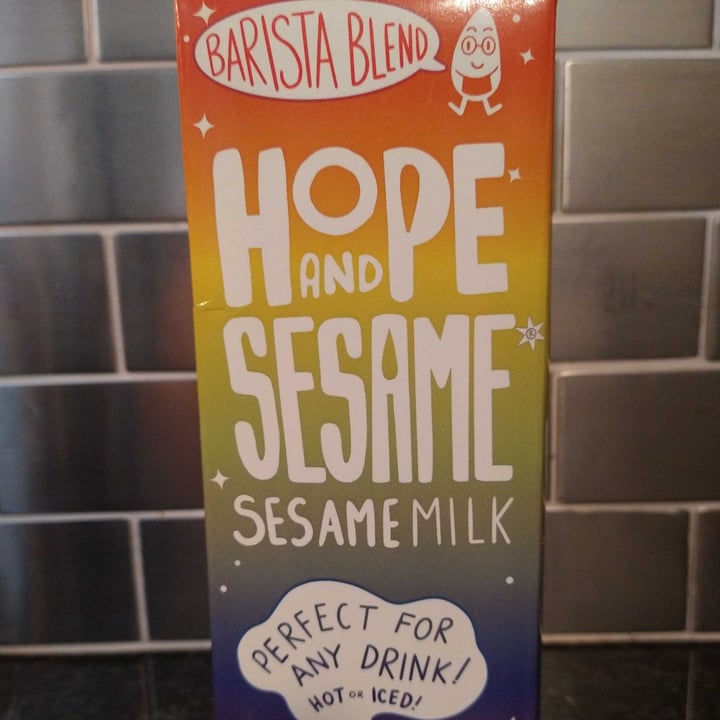 BARISTA BLEND
HOPE
AND
SESAME®
SESAME MILK
PERFECT FOR
ANY DRINK!
HOT OR ICED!